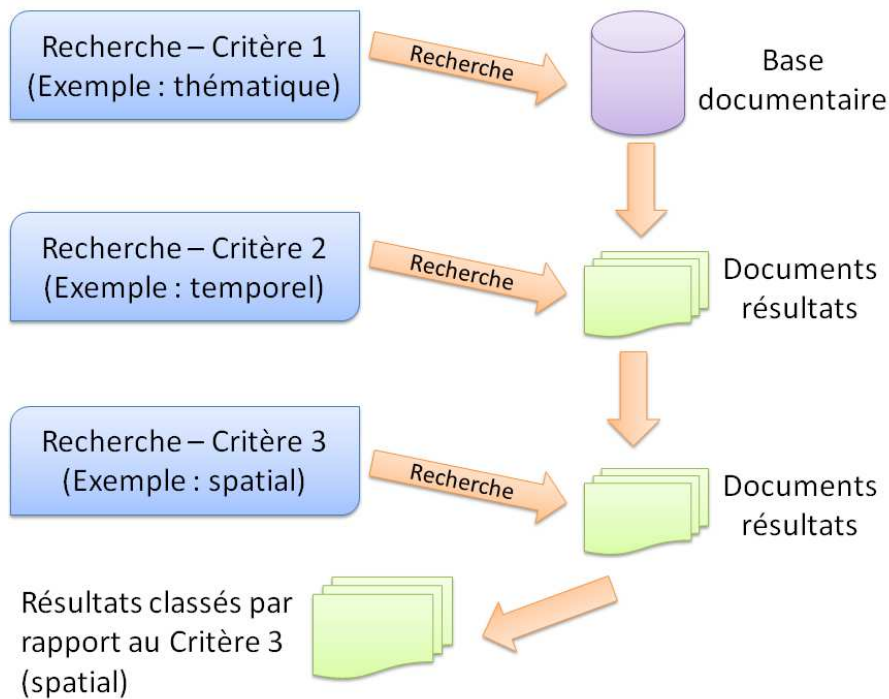 Recherche – Critère 1
(Exemple : thématique)
Recherche
Base
documentaire
Recherche – Critère 2
(Exemple : temporel)
Recherche
Documents
résultats
Recherche – Critère 3
(Exemple : spatial)
Recherche
Documents
résultats
Résultats classés par
rapport au Critère 3
(spatial)